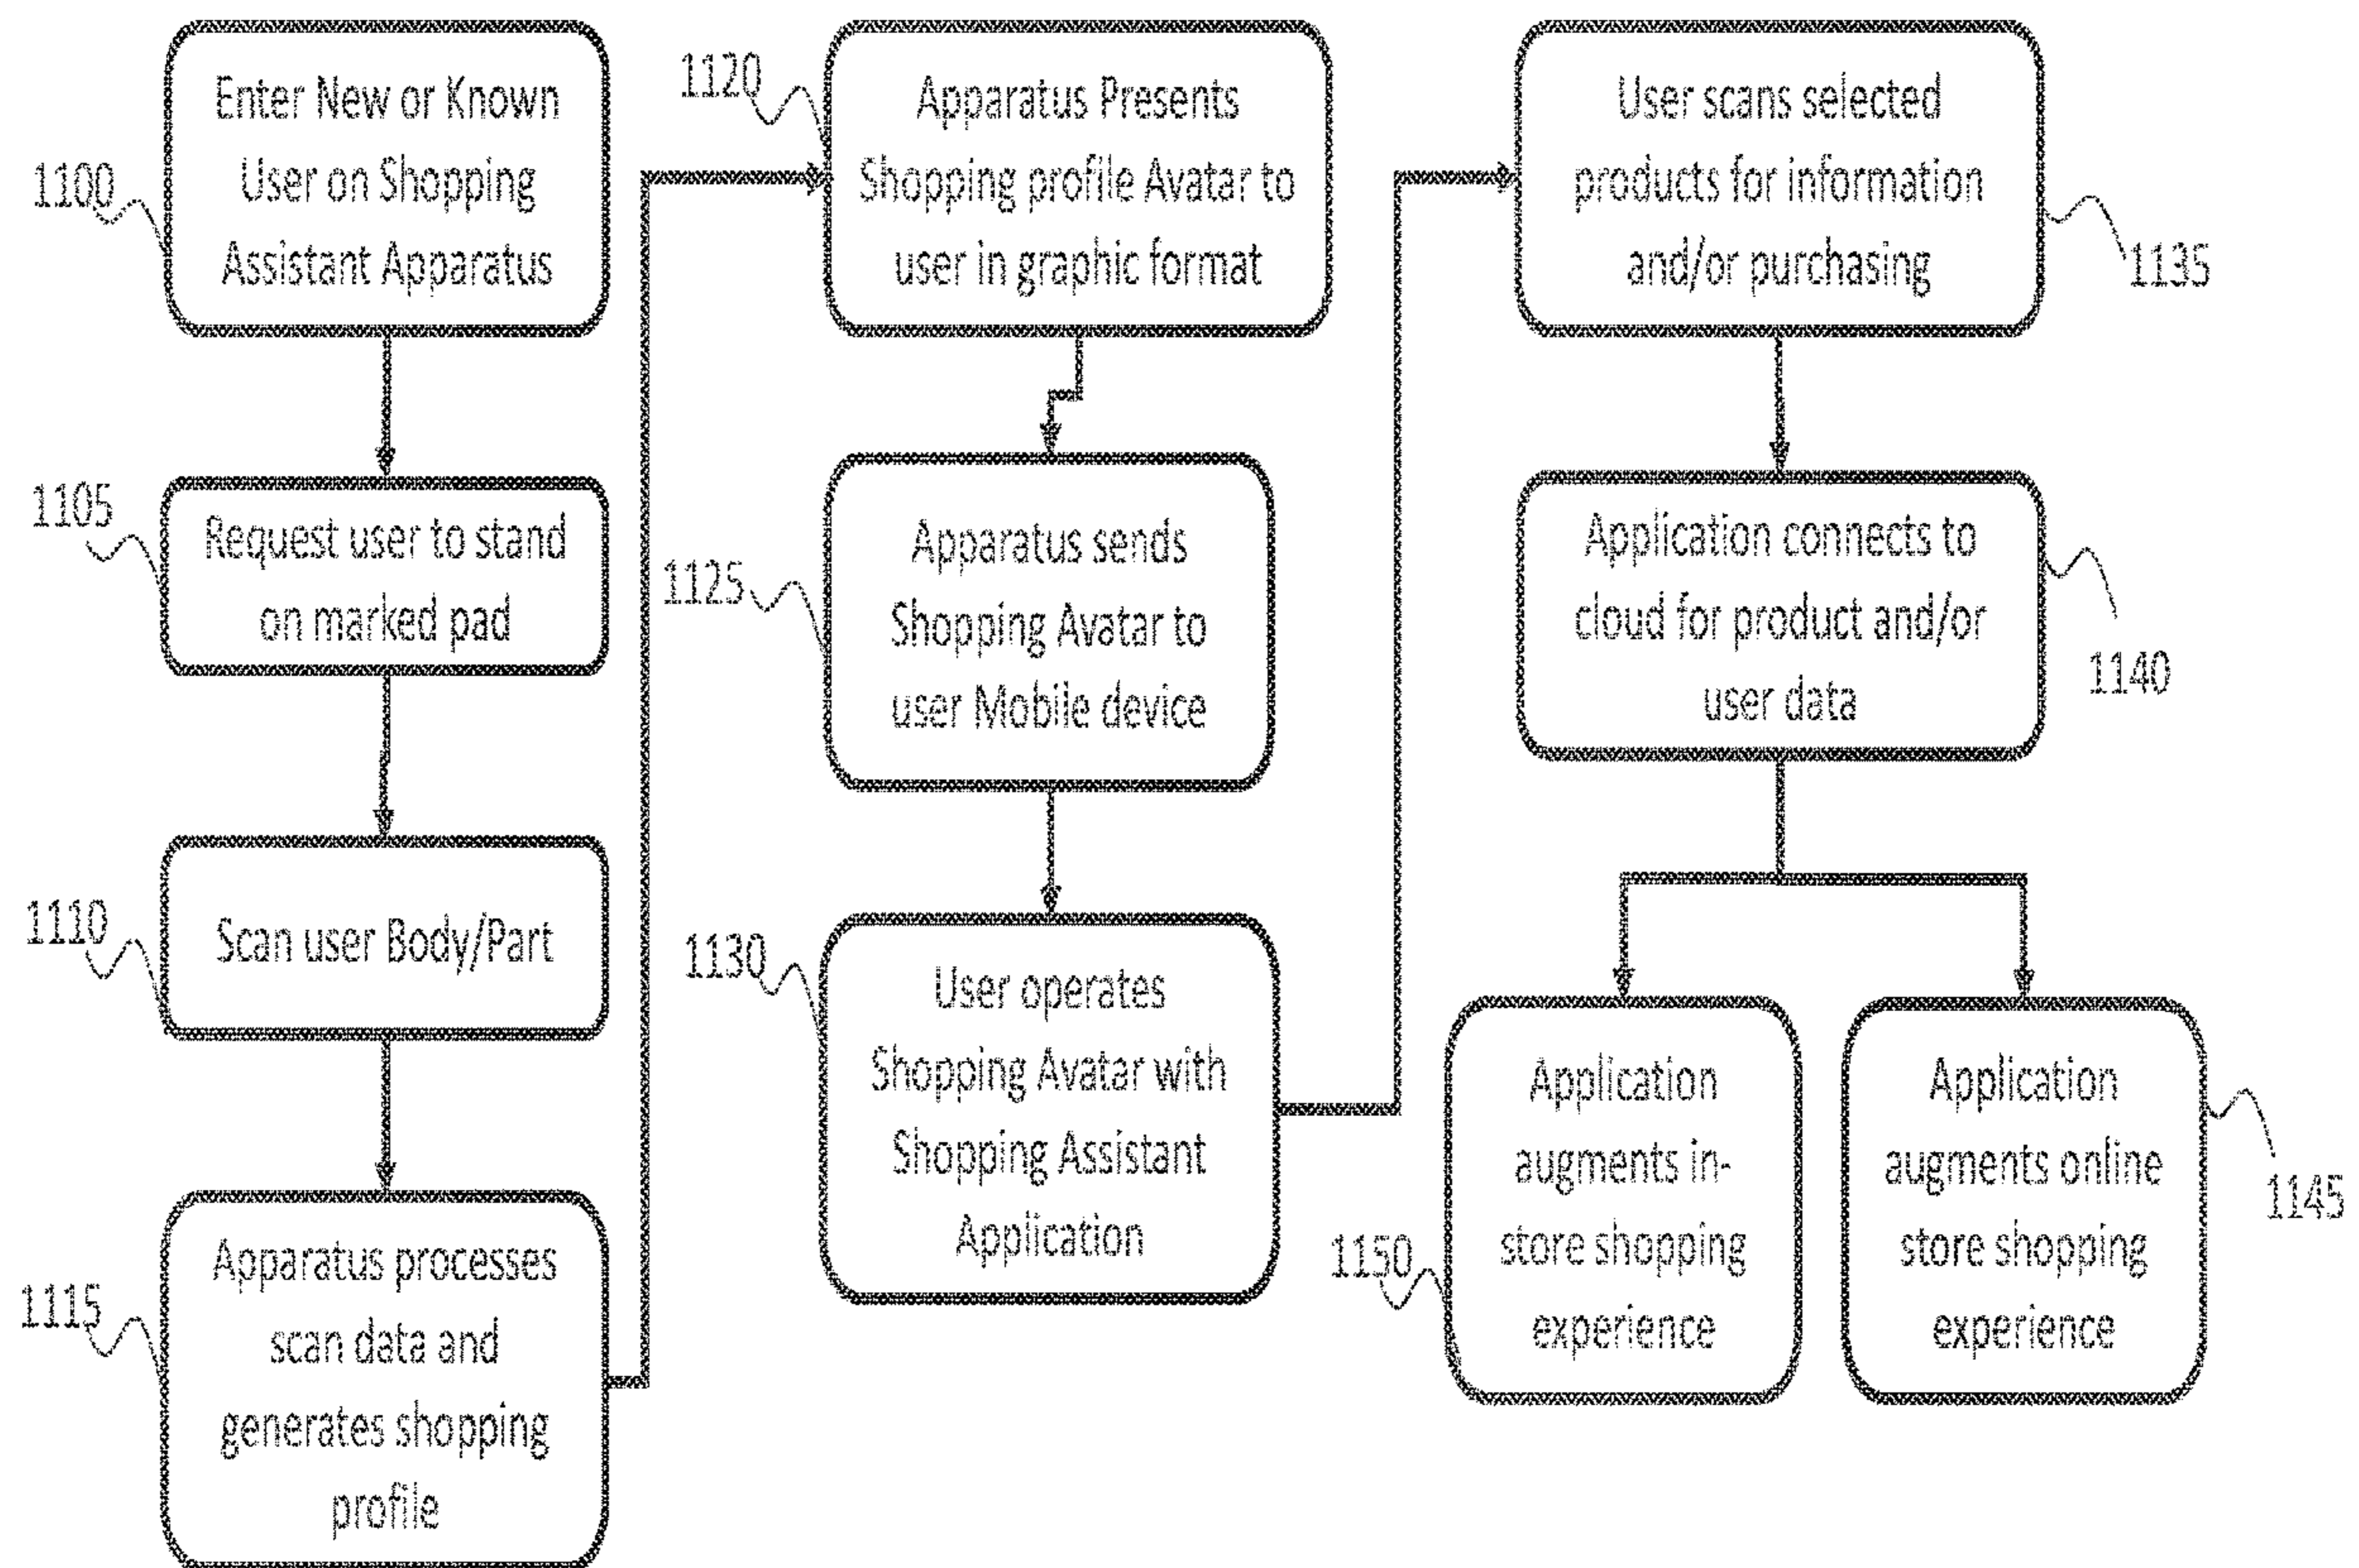 1100
Enter New or Known
User on Shopping
Assistant Apparatus
1105
Request user to stand
on marked pad
1110
Scan user Body/Part
1115
Apparatus processes
scan data and
generates shopping
profile
1120
Apparatus Presents
Shopping profile Avatar to
user in graphic format
1125
Apparatus sends
Shopping Avatar to
user Mobile device
1130
User operates
Shopping Avatar with
Shopping Assistant
Application
User scans selected
products for information
and/or purchasing
1135
Application connects to
cloud for product and/or
user data
1140
1150
Application
augments in-
store shopping
experience
Application
augments online
store shopping
experience
1145